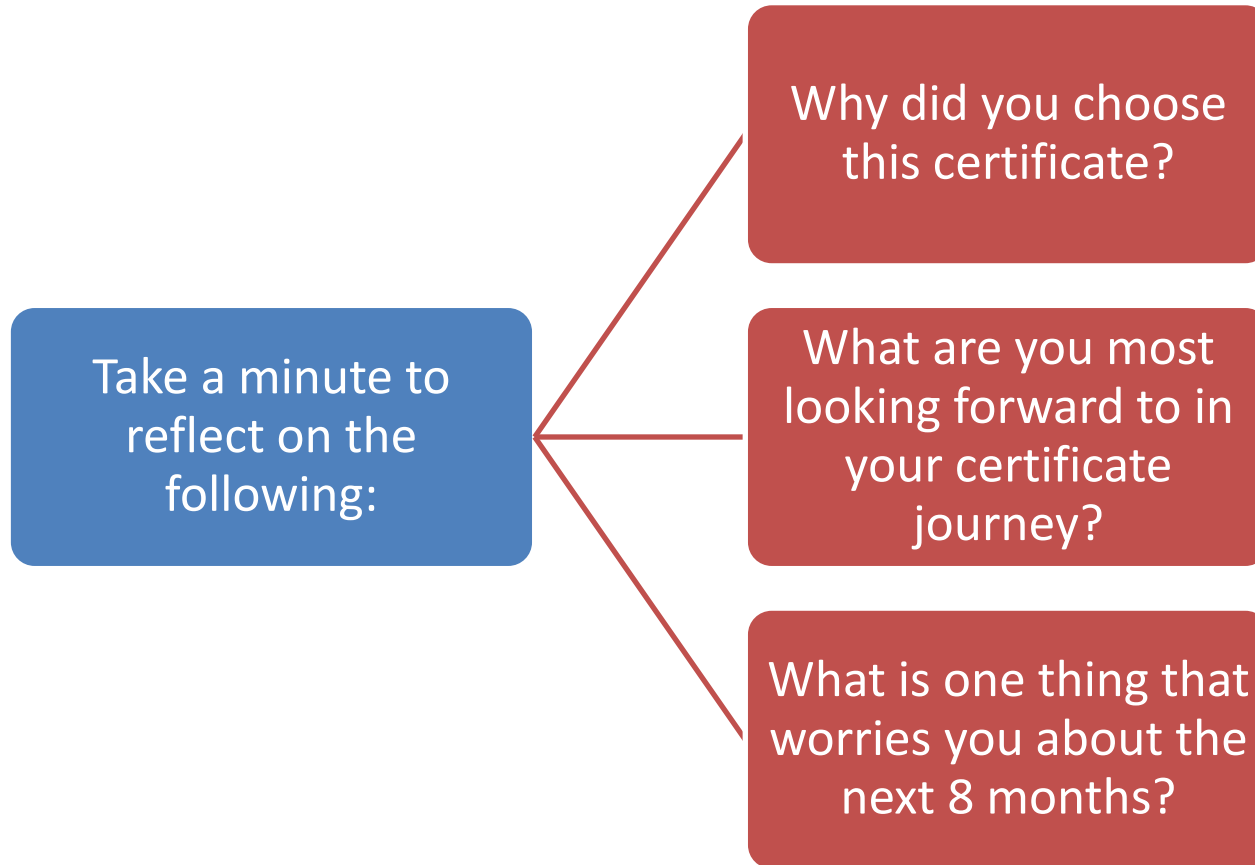 Take a minute to
reflect on the
following:
Why did you choose
this certificate?
What are you most
looking forward to in
your certificate
journey?
What is one thing that
worries you about the
next 8 months?